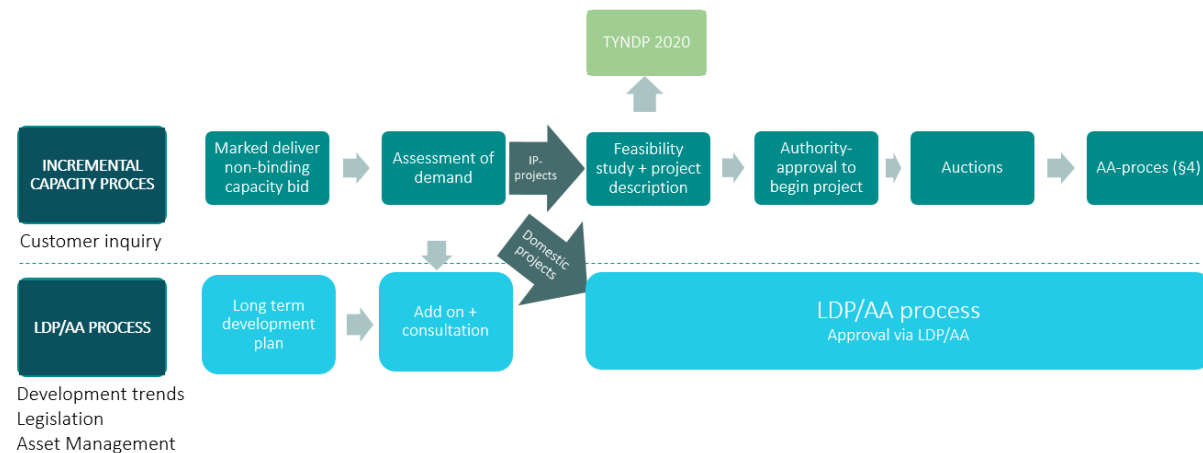 TYNDP 2020
INCREMENTAL
CAPACITY PROCES
Marked deliver
non-binding
capacity bid
Assessment of
demand
IP-
projects
Feasibility
study + project
description
Authority-
approval to
begin project
Auctions
AA-proces (§4)
Customer inquiry
Domestic
projects
LDP/AA PROCESS
Long term
development
plan
Add on +
consultation
LDP/AA process
Approval via LDP/AA
Development trends
Legislation
Asset Management